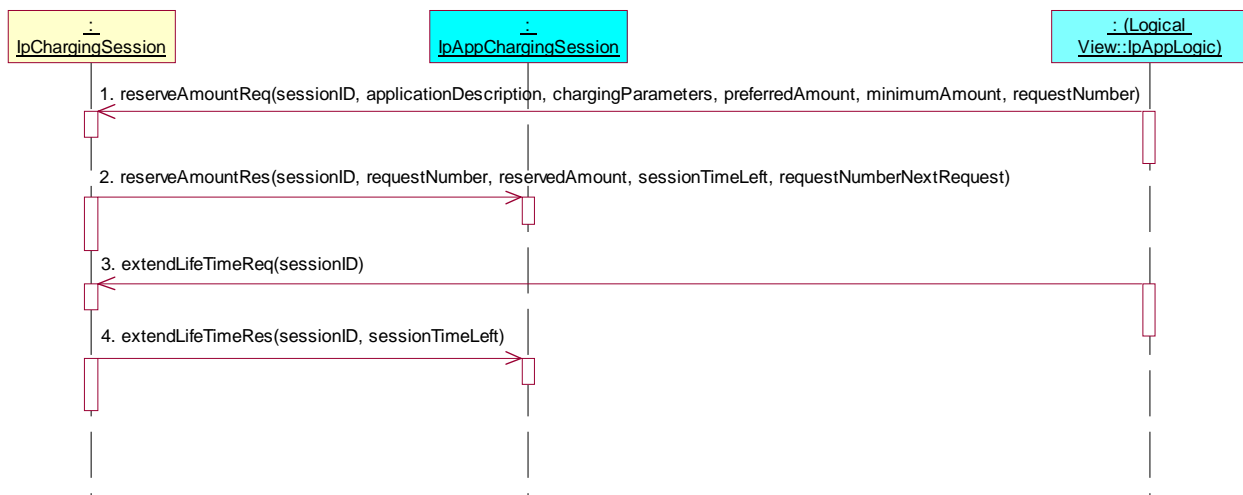 :
IpChargingSession
:
IpAppChargingSession
: (Logical
View::IpAppLogic)
1. reserveAmountReq(sessionID, applicationDescription, chargingParameters, preferredAmount, minimumAmount, requestNumber)
2. reserveAmountRes(sessionID, requestNumber, reservedAmount, sessionTimeLeft, requestNumberNextRequest)
3. extendLifeTimeReq(sessionID)
4. extendLifeTimeRes(sessionID, sessionTimeLeft)